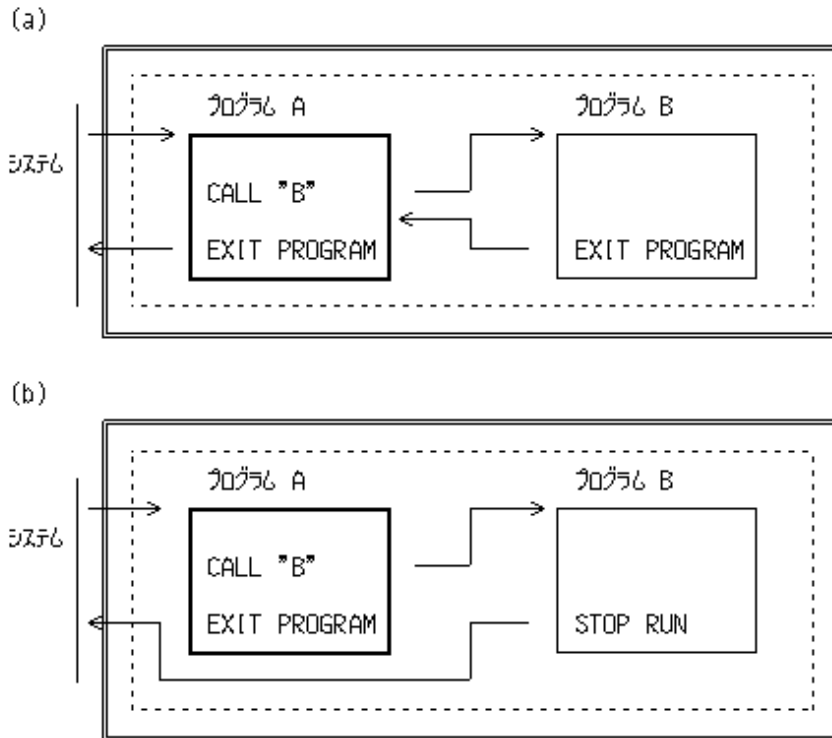 (a)
プログラム A
プログラム B
システム
CALL "B"
EXIT PROGRAM
EXIT PROGRAM
(b)
プログラム A
プログラム B
システム
CALL "B"
EXIT PROGRAM
STOP RUN